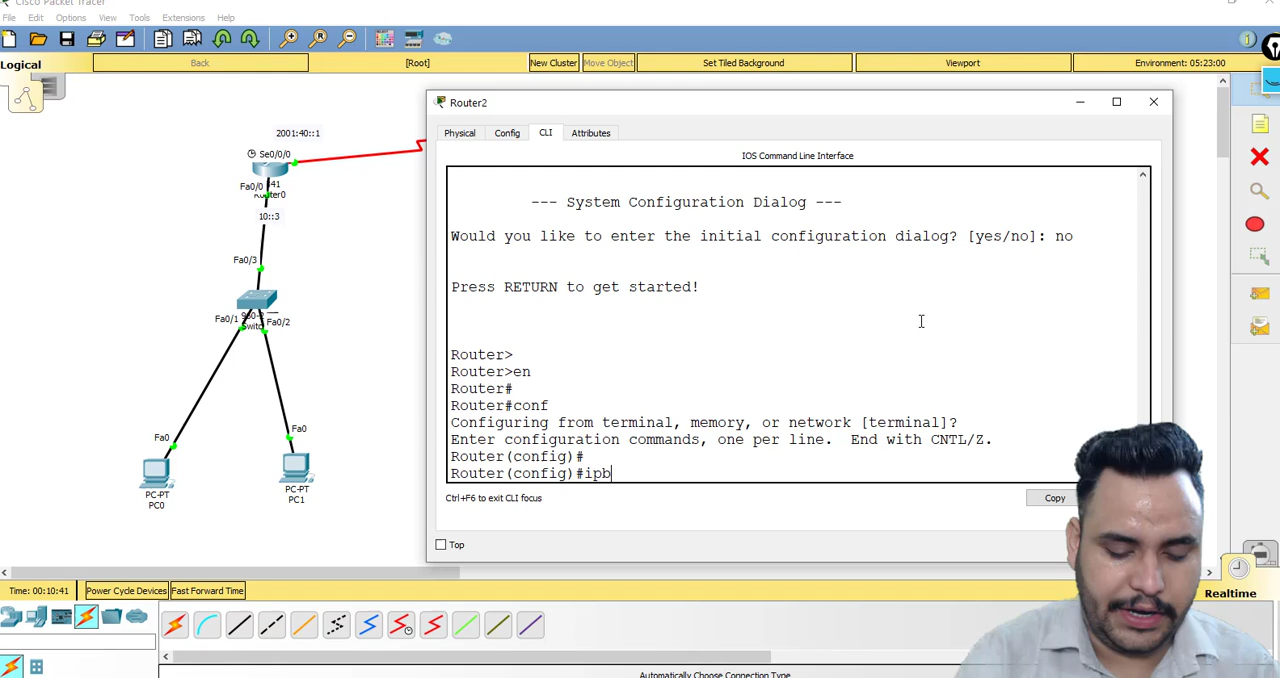 Cisco Packet Tracer
File Edit Options View Tools Extensions Help
Logical Back [Root] New Cluster Move Object Set Tiled Background Viewport Environment: 05:23:00
Router2
Physical Config CLI Attributes
IOS Command Line Interface
--- System Configuration Dialog ---
Would you like to enter the initial configuration dialog? [yes/no]: no
Press RETURN to get started!
Router>
Router>en
Router#
Router#conf
Configuring from terminal, memory, or network [terminal]?
Enter configuration commands, one per line.  End with CNTL/Z.
Router(config)#
Router(config)#ipb
Ctrl+F6 to exit CLI focus
Copy
Top
2001:40::1
Se0/0/0
Fa0/0
10::3
Fa0/3
Fa0/1
Fa0/2
Fa0
Fa0
PC-PT
PC0
PC-PT
PC1
Time: 00:10:41 Power Cycle Devices Fast Forward Time
Realtime
Automatically Choose Connection Type